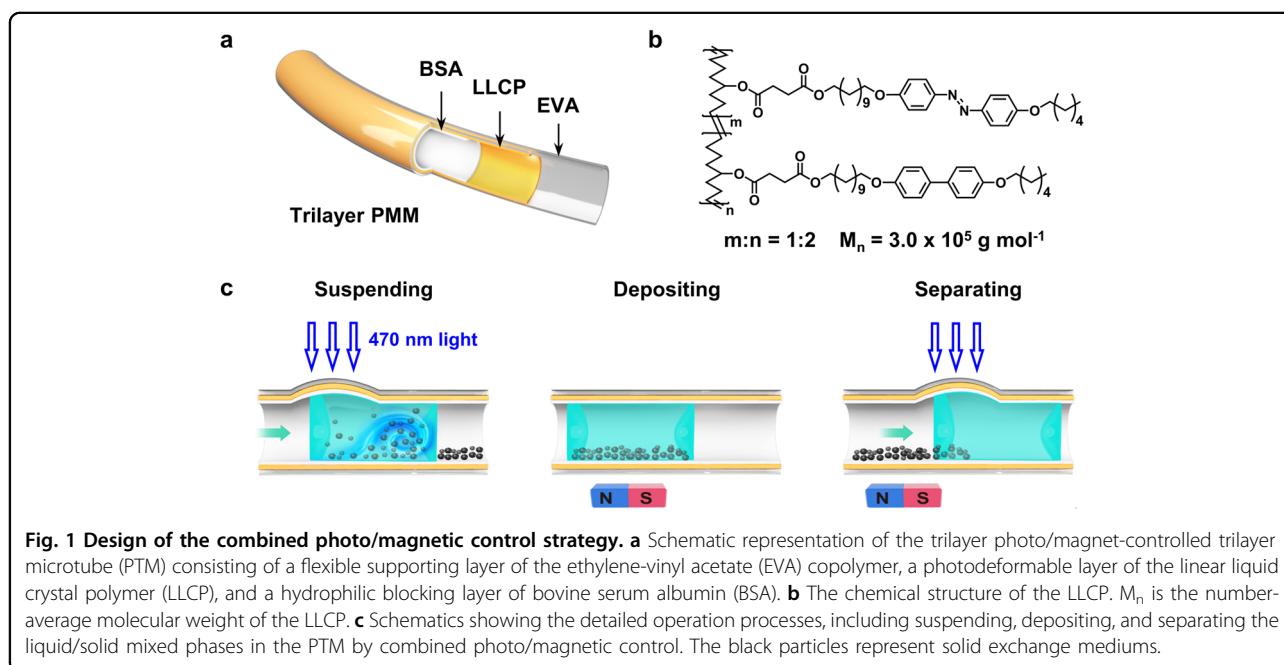 a
BSA
LLCP
EVA
Trilayer PMM
b
O
O
O
O
9
O
N
N
O
4
m
O
O
O
O
9
O
O
4
n
m:n = 1:2 Mn = 3.0 x 10⁵ g mol⁻¹
c
Suspending
Depositing
Separating
470 nm light
N S
N S
Fig. 1 Design of the combined photo/magnetic control strategy. a Schematic representation of the trilayer photo/magnet-controlled trilayer
microtube (PTM) consisting of a flexible supporting layer of the ethylene-vinyl acetate (EVA) copolymer, a photodeformable layer of the linear liquid
crystal polymer (LLCP), and a hydrophilic blocking layer of bovine serum albumin (BSA). b The chemical structure of the LLCP. Mn is the number-
average molecular weight of the LLCP. c Schematics showing the detailed operation processes, including suspending, depositing, and separating the
liquid/solid mixed phases in the PTM by combined photo/magnetic control. The black particles represent solid exchange mediums.